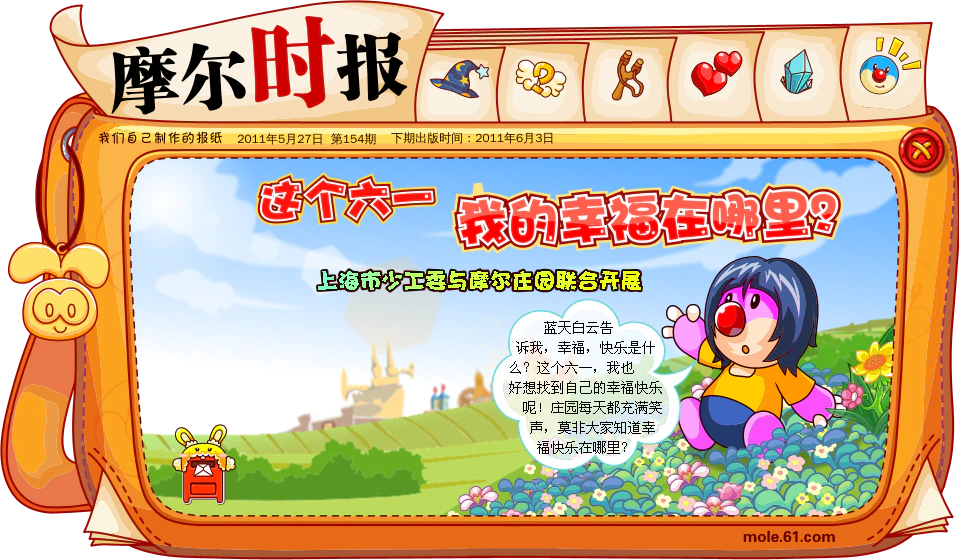 摩尔时报
我们自己制作的报纸 2011年5月27日 第154期 下期出版时间：2011年6月3日
这个六一 我的幸福在哪里?
上海市少工委与摩尔庄园联合开展
蓝天白云告
诉我，幸福，快乐是什
么？这个六一，我也
好想找到自己的幸福快乐
呢！庄园每天都充满笑
声，莫非大家知道幸
福快乐在哪里？
mole.61.com